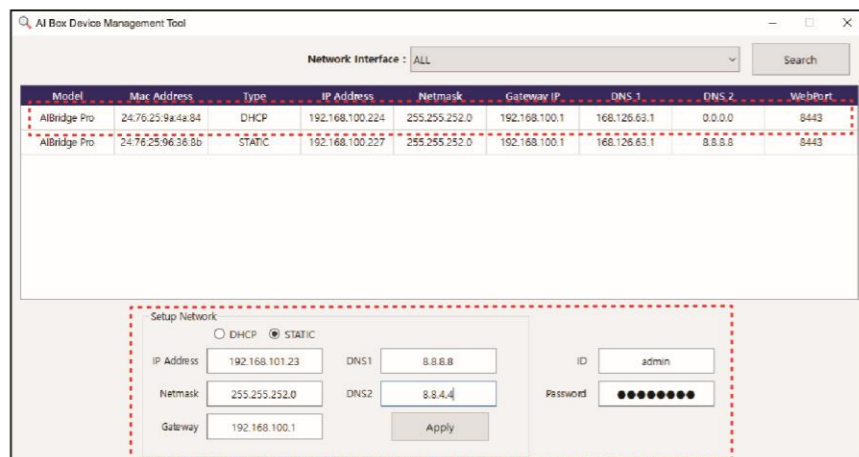 AI Box Device Management Tool
Network Interface : ALL Search
Model Mac Address Type IP Address Netmask Gateway IP DNS 1 DNS 2 WebPort
AIBridge Pro 24:76:25:9a:4a:84 DHCP 192.168.100.224 255.255.252.0 192.168.100.1 168.126.63.1 0.0.0.0 8443
AIBridge Pro 24:76:25:96:36:8b STATIC 192.168.100.227 255.255.252.0 192.168.100.1 168.126.63.1 8.8.8.8 8443
Setup Network
DHCP STATIC
IP Address 192.168.101.23 DNS1 8.8.8.8 ID admin
Netmask 255.255.252.0 DNS2 8.8.4.4 Password ●●●●●●●●
Gateway 192.168.100.1 Apply